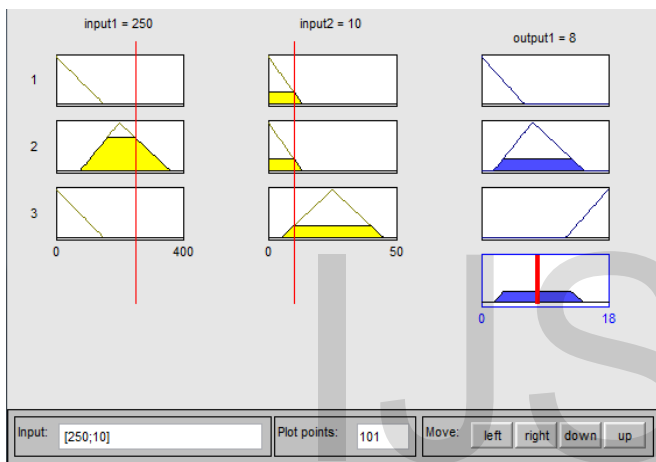 input1 = 250 input2 = 10 output1 = 8
1
2
3
0 400 0 50
0 18
IJS
Input: [250;10] Plot points: 101 Move: left right down up